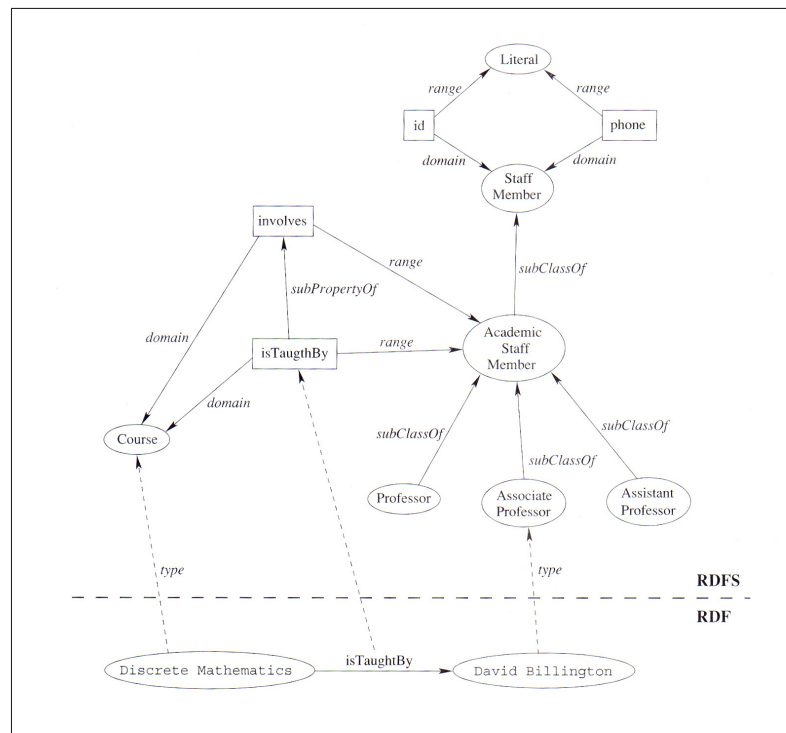 Literal
range
range
id
phone
domain
domain
Staff
Member
involves
range
subClassOf
subPropertyOf
domain
Academic
Staff
Member
isTaugthBy
range
domain
Course
subClassOf
subClassOf
subClassOf
Professor
Associate
Professor
Assistant
Professor
type
type
RDFS
RDF
isTaughtBy
Discrete Mathematics
David Billington